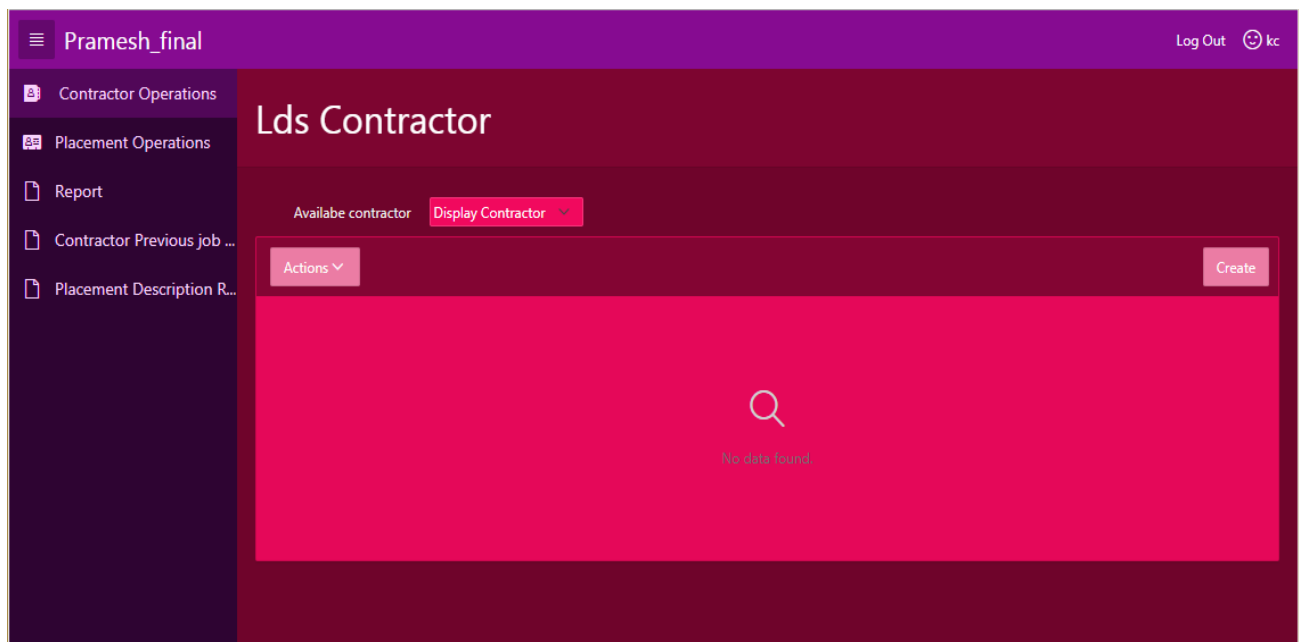 Pramesh_final
Log Out kc
Contractor Operations
Placement Operations
Report
Contractor Previous job ...
Placement Description R...
Lds Contractor
Availabe contractor Display Contractor
Actions
Create
No data found.